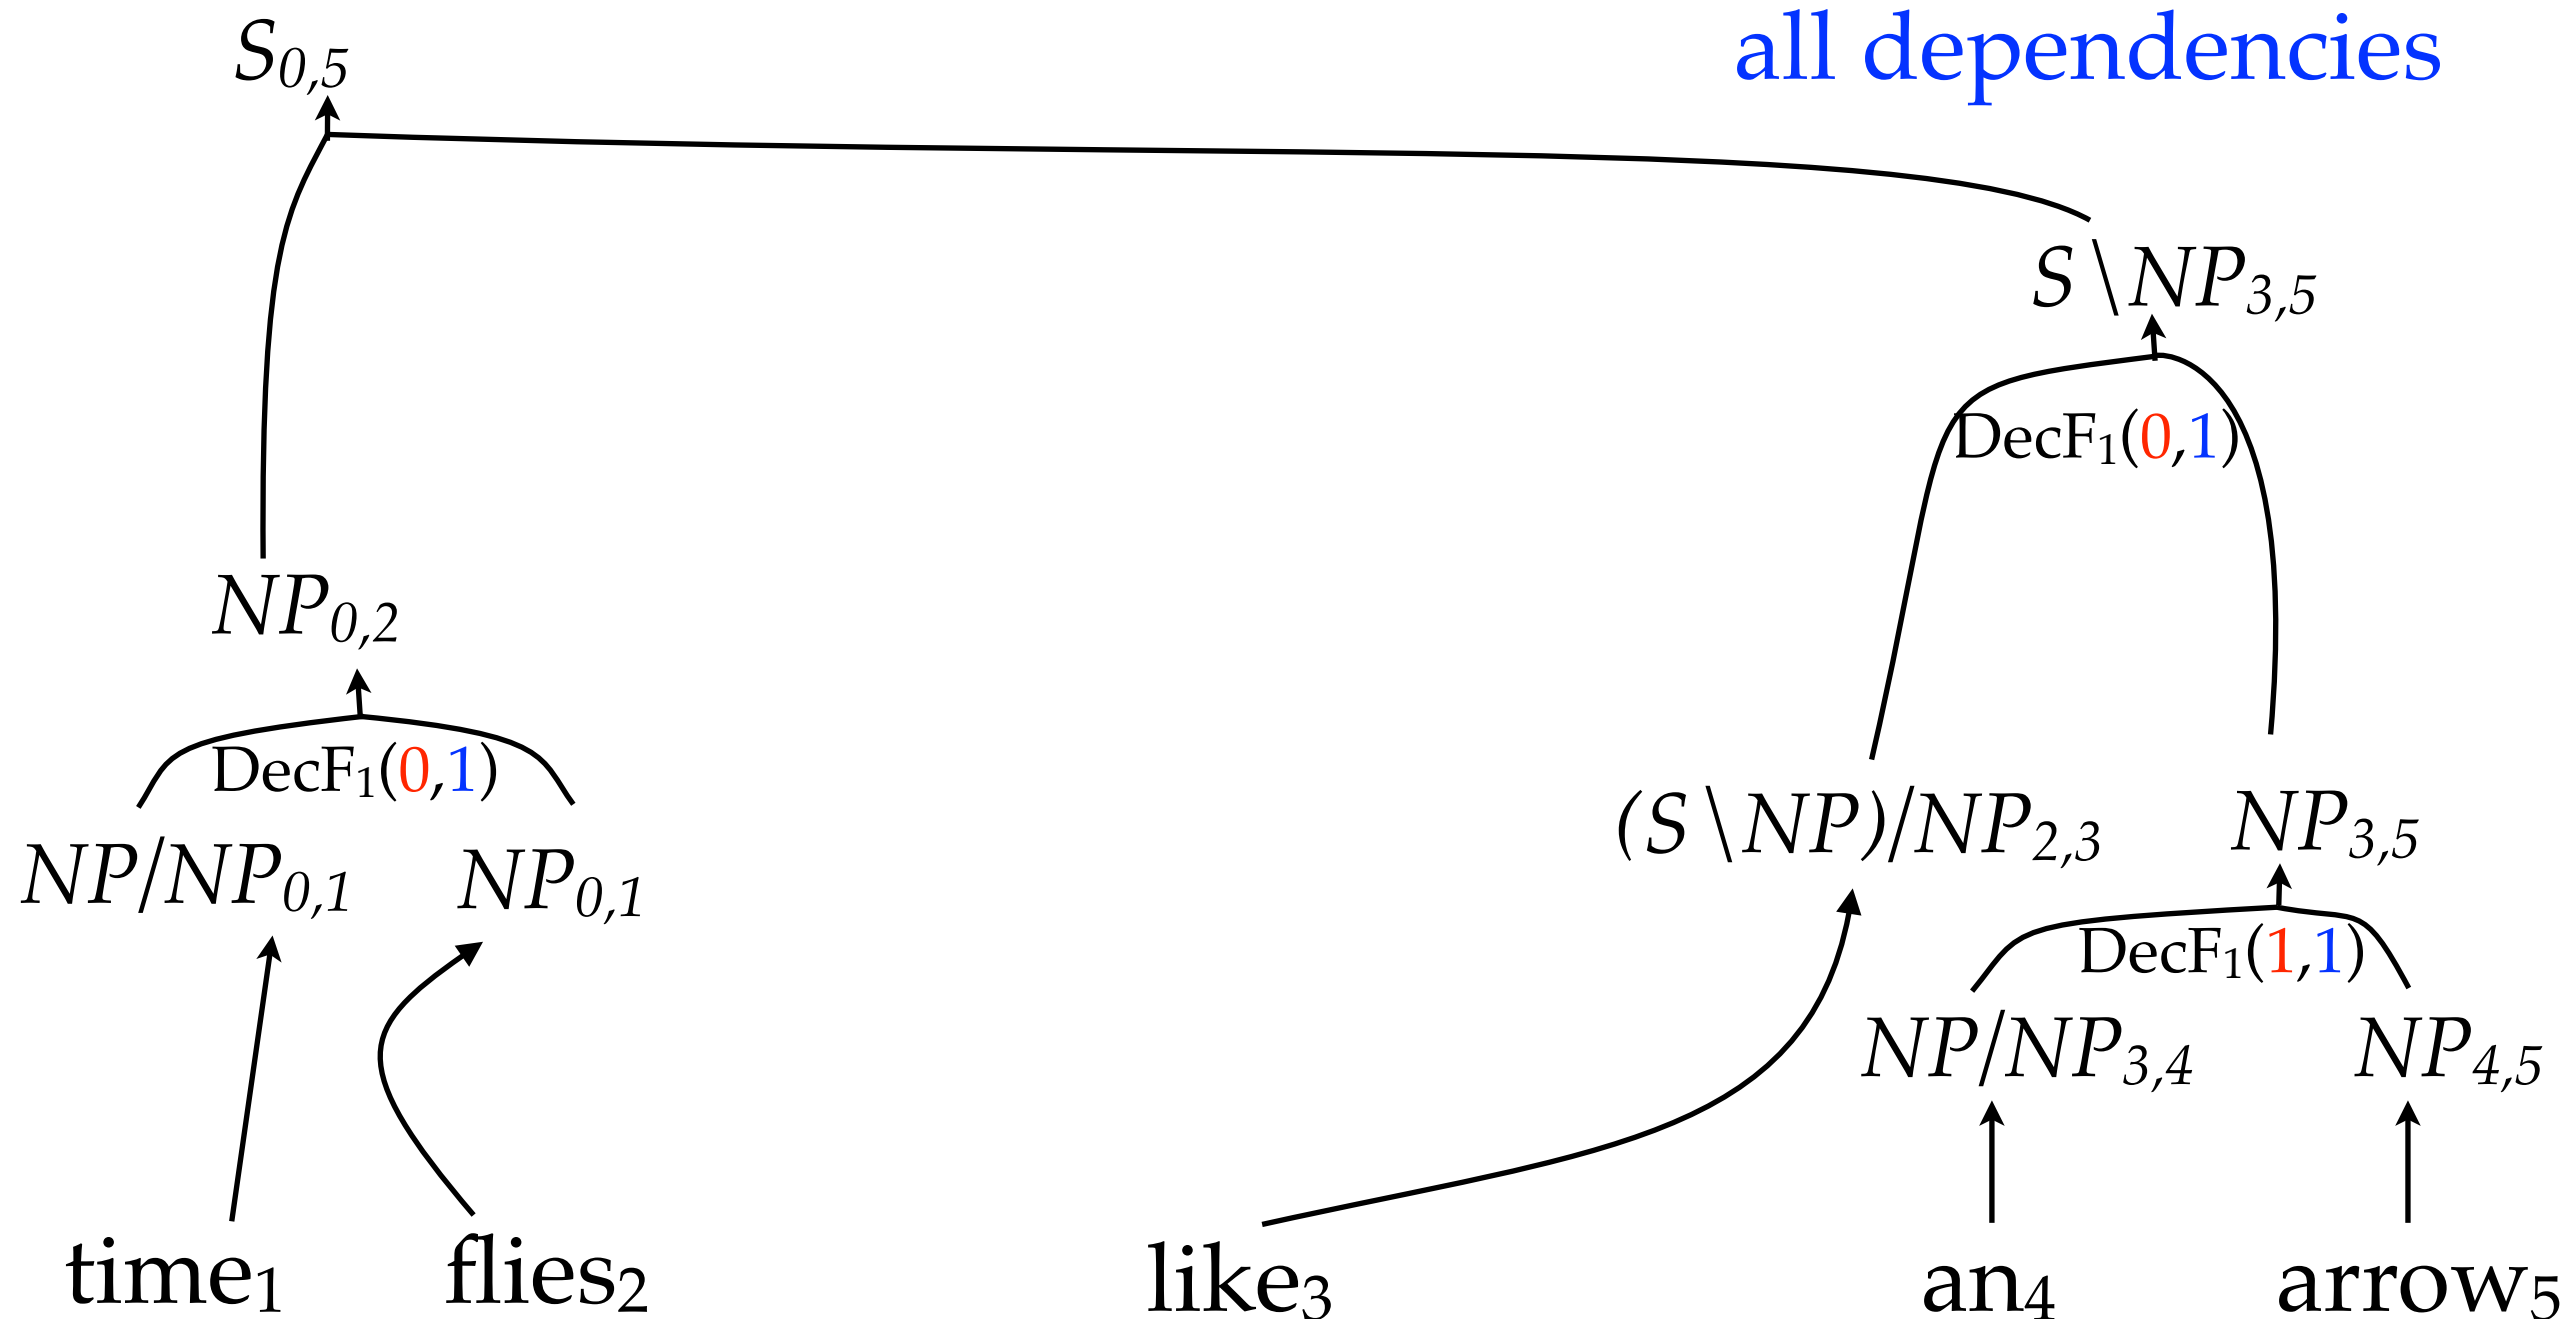 S0,5
all dependencies
S\NP3,5
DecF1(0,1)
NP0,2
DecF1(0,1)
(S\NP)/NP2,3
NP3,5
NP/NP0,1
NP0,1
DecF1(1,1)
NP/NP3,4
NP4,5
time1 flies2 like3 an4 arrow5